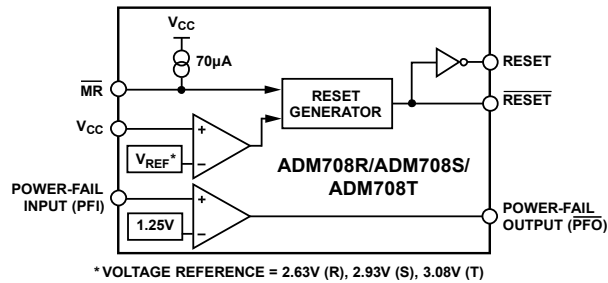 VCC
70µA
MR
RESET
RESET
GENERATOR
RESET
VCC
VREF*
ADM708R/ADM708S/
ADM708T
POWER-FAIL
INPUT (PFI)
1.25V
POWER-FAIL
OUTPUT (PFO)
* VOLTAGE REFERENCE = 2.63V (R), 2.93V (S), 3.08V (T)